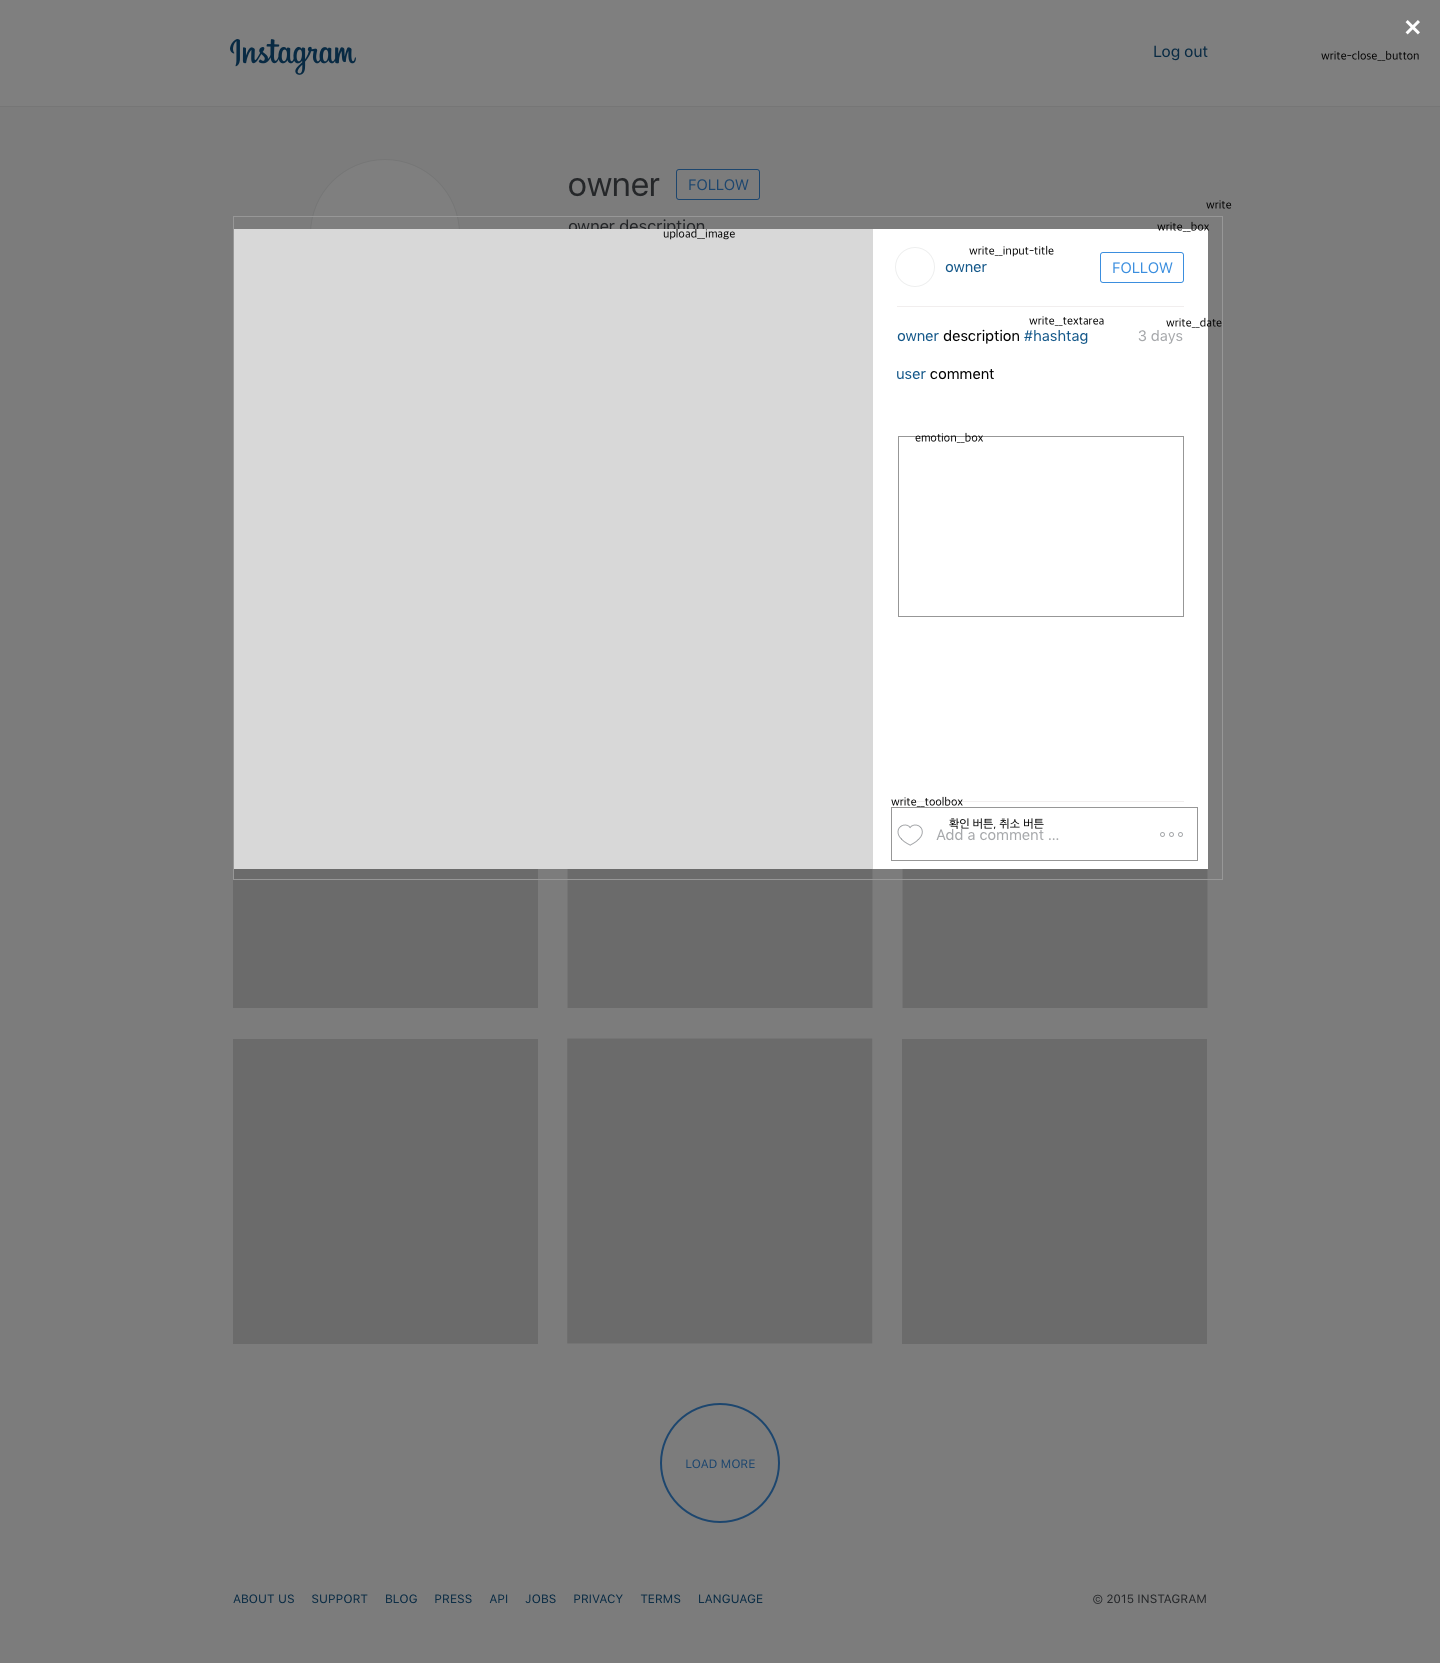 Instagram
Log out
write-close_button
owner
FOLLOW
write
owner description
upload_image
write_box
write_input-title
owner
FOLLOW
write_textarea
write_date
owner description #hashtag
3 days
user comment
emotion_box
write_toolbox
확인 버튼, 취소 버튼
Add a comment ...
LOAD MORE
ABOUT US SUPPORT BLOG PRESS API JOBS PRIVACY TERMS LANGUAGE
© 2015 INSTAGRAM